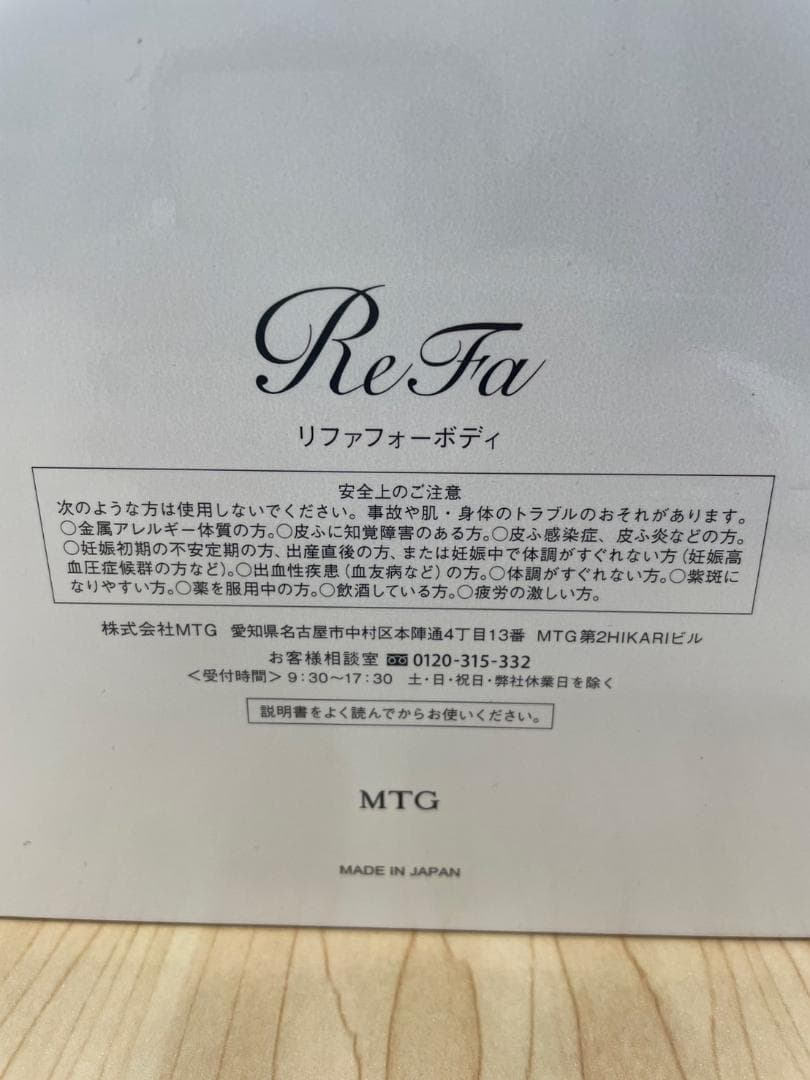 ReFa
リファフォーボディ
安全上のご注意
次のような方は使用しないでください。事故や肌・身体のトラブルのおそれがあります。
○金属アレルギー体質の方。○皮ふに知覚障害のある方。○皮ふ感染症、皮ふ炎などの方。
○妊娠初期の不安定期の方、出産直後の方、または妊娠中で体調がすぐれない方(妊娠高
血圧症候群の方など)。○出血性疾患(血友病など)の方。○体調がすぐれない方。○紫斑に
なりやすい方。○薬を服用中の方。○飲酒している方。○疲労の激しい方。
株式会社MTG 愛知県名古屋市中村区本陣通4丁目13番 MTG第2HIKARIビル
お客様相談室 0120-315-332
<受付時間>9:30~17:30 土・日・祝日・弊社休業日を除く
説明書をよく読んでからお使いください。
MTG
MADE IN JAPAN